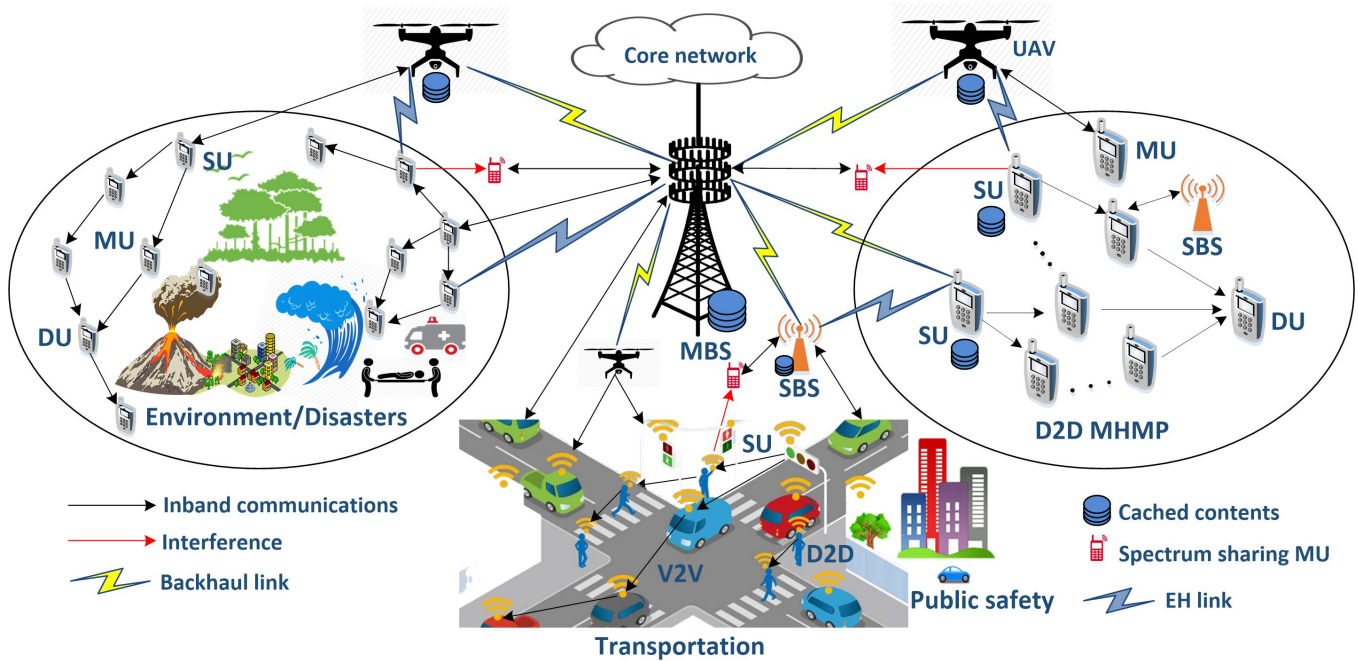 Core network
UAV
SU
MU
MU
SU
SBS
DU
SU
DU
MBS
SBS
Environment/Disasters
D2D MHMP
SU
Inband communications
Interference
Backhaul link
V2V
D2D
Cached contents
Spectrum sharing MU
Public safety
EH link
Transportation